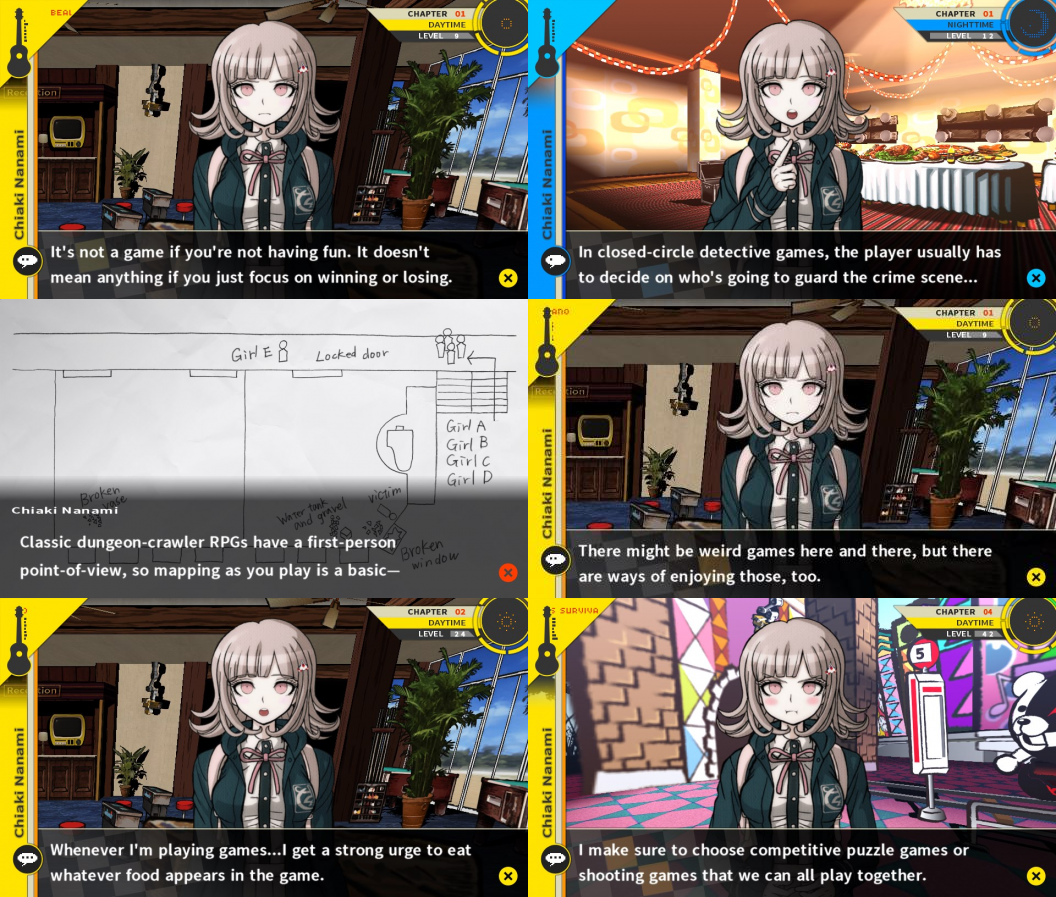 BEA
CHAPTER 01
DAYTIME
LEVEL 9
Reception
Chiaki Nanami
It's not a game if you're not having fun. It doesn't
mean anything if you just focus on winning or losing.
CHAPTER 01
NIGHTTIME
LEVEL 12
Chiaki Nanami
In closed-circle detective games, the player usually has
to decide on who's going to guard the crime scene...
Girl E
Locked door
Girl A
Girl B
Girl C
Girl D
Broken
vase
Water tank
and gravel
victim
Broken
window
Chiaki Nanami
Classic dungeon-crawler RPGs have a first-person
point-of-view, so mapping as you play is a basic—
ANO
CHAPTER 01
DAYTIME
LEVEL 9
Reception
Chiaki Nanami
There might be weird games here and there, but there
are ways of enjoying those, too.
CHAPTER 02
DAYTIME
LEVEL 24
Reception
Chiaki Nanami
Whenever I'm playing games...I get a strong urge to eat
whatever food appears in the game.
S SURVIVA
CHAPTER 04
DAYTIME
LEVEL 42
5
Chiaki Nanami
I make sure to choose competitive puzzle games or
shooting games that we can all play together.